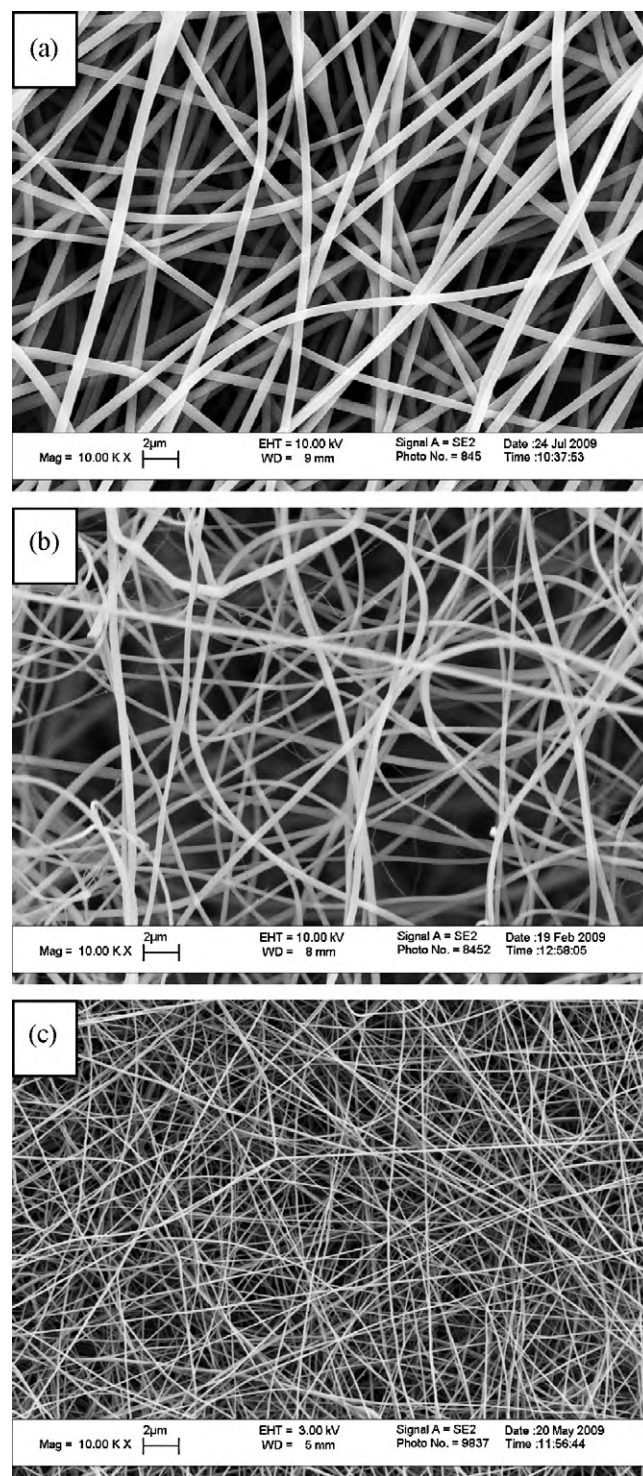 (a)
Mag = 10.00 K X 2µm EHT = 10.00 kV Signal A = SE2 Date :24 Jul 2009
WD = 9 mm Photo No. = 845 Time :10:37:53
(b)
Mag = 10.00 K X 2µm EHT = 10.00 kV Signal A = SE2 Date :19 Feb 2009
WD = 8 mm Photo No. = 8452 Time :12:58:05
(c)
Mag = 10.00 K X 2µm EHT = 3.00 kV Signal A = SE2 Date :20 May 2009
WD = 5 mm Photo No. = 9837 Time :11:56:44